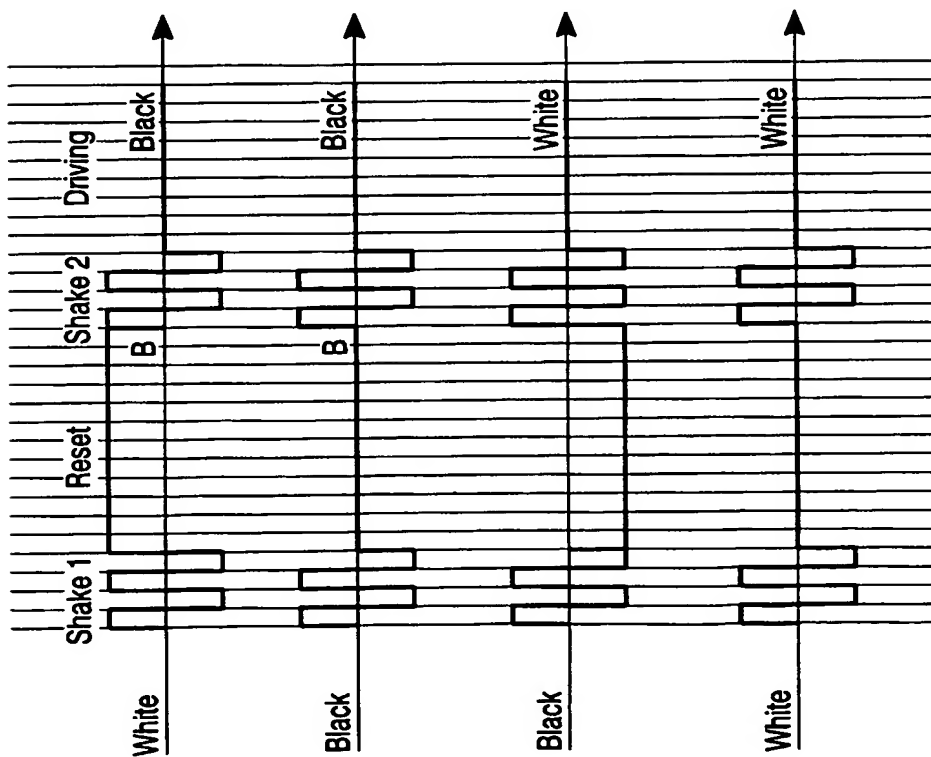 Shake 1 Reset Shake 2 Driving
White B Black
Black B Black
Black White
White White